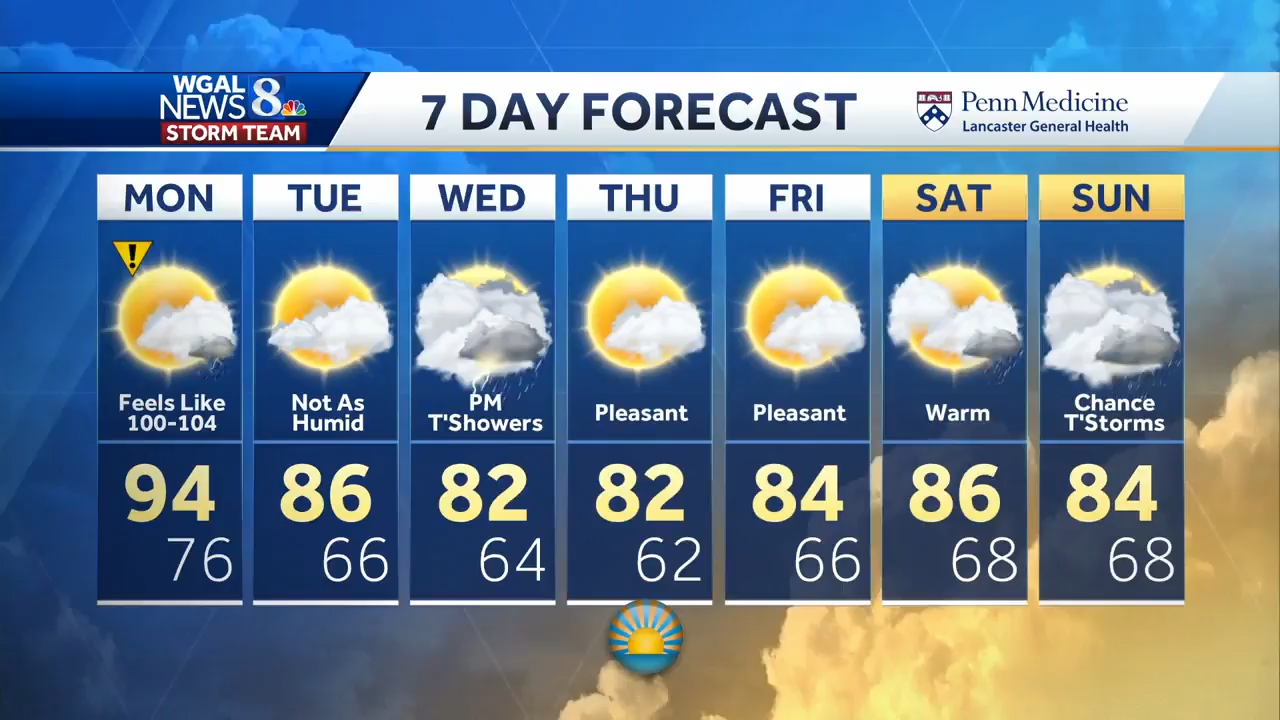 WGAL
NEWS 8
STORM TEAM
7 DAY FORECAST
Penn Medicine
Lancaster General Health
MON
TUE
WED
THU
FRI
SAT
SUN
!
Feels Like
100-104
Not As
Humid
PM
T'Showers
Pleasant
Pleasant
Warm
Chance
T'Storms
94
86
82
82
84
86
84
76
66
64
62
66
68
68